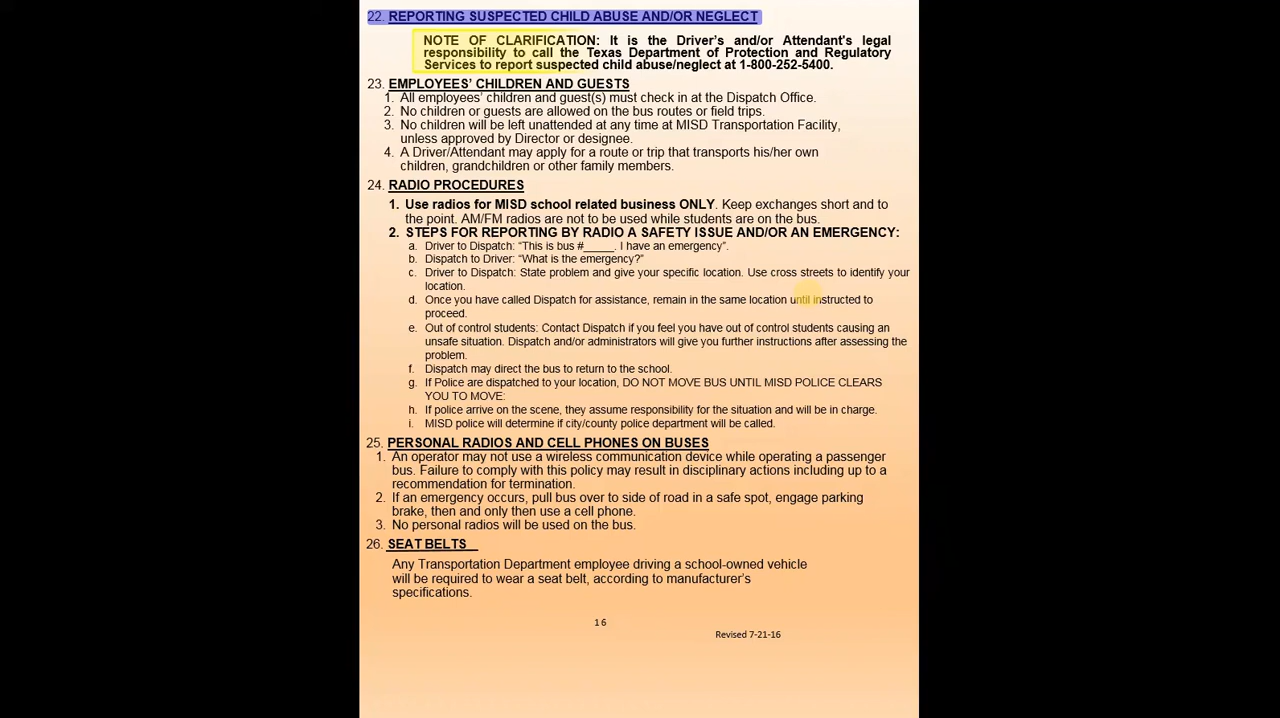 22. REPORTING SUSPECTED CHILD ABUSE AND/OR NEGLECT
NOTE OF CLARIFICATION: It is the Driver's and/or Attendant's legal
responsibility to call the Texas Department of Protection and Regulatory
Services to report suspected child abuse/neglect at 1-800-252-5400.
23. EMPLOYEES' CHILDREN AND GUESTS
1. All employees' children and guest(s) must check in at the Dispatch Office.
2. No children or guests are allowed on the bus routes or field trips.
3. No children will be left unattended at any time at MISD Transportation Facility,
unless approved by Director or designee.
4. A Driver/Attendant may apply for a route or trip that transports his/her own
children, grandchildren or other family members.
24. RADIO PROCEDURES
1. Use radios for MISD school related business ONLY. Keep exchanges short and to
the point. AM/FM radios are not to be used while students are on the bus.
2. STEPS FOR REPORTING BY RADIO A SAFETY ISSUE AND/OR AN EMERGENCY:
a. Driver to Dispatch: "This is bus #_____. I have an emergency".
b. Dispatch to Driver: "What is the emergency?"
c. Driver to Dispatch: State problem and give your specific location. Use cross streets to identify your
location.
d. Once you have called Dispatch for assistance, remain in the same location until instructed to
proceed.
e. Out of control students: Contact Dispatch if you feel you have out of control students causing an
unsafe situation. Dispatch and/or administrators will give you further instructions after assessing the
problem.
f. Dispatch may direct the bus to return to the school.
g. If Police are dispatched to your location, DO NOT MOVE BUS UNTIL MISD POLICE CLEARS
YOU TO MOVE:
h. If police arrive on the scene, they assume responsibility for the situation and will be in charge.
i. MISD police will determine if city/county police department will be called.
25. PERSONAL RADIOS AND CELL PHONES ON BUSES
1. An operator may not use a wireless communication device while operating a passenger
bus. Failure to comply with this policy may result in disciplinary actions including up to a
recommendation for termination.
2. If an emergency occurs, pull bus over to side of road in a safe spot, engage parking
brake, then and only then use a cell phone.
3. No personal radios will be used on the bus.
26. SEAT BELTS
Any Transportation Department employee driving a school-owned vehicle
will be required to wear a seat belt, according to manufacturer's
specifications.
16
Revised 7-21-16